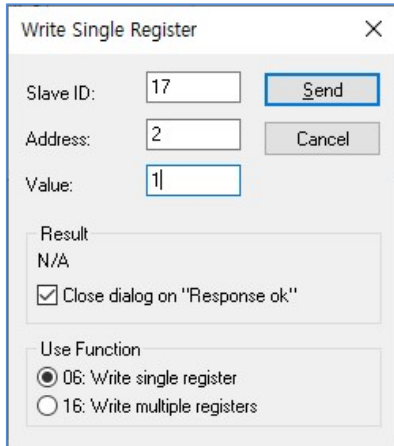 Write Single Register
Slave ID: 17 Send
Address: 2 Cancel
Value: 1
Result
N/A
Close dialog on "Response ok"
Use Function
06: Write single register
16: Write multiple registers